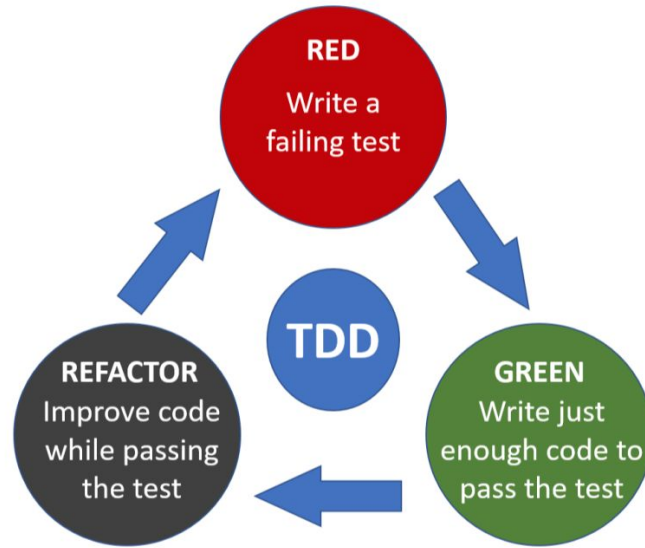 RED
Write a
failing test
TDD
REFACTOR
Improve code
while passing
the test
GREEN
Write just
enough code to
pass the test